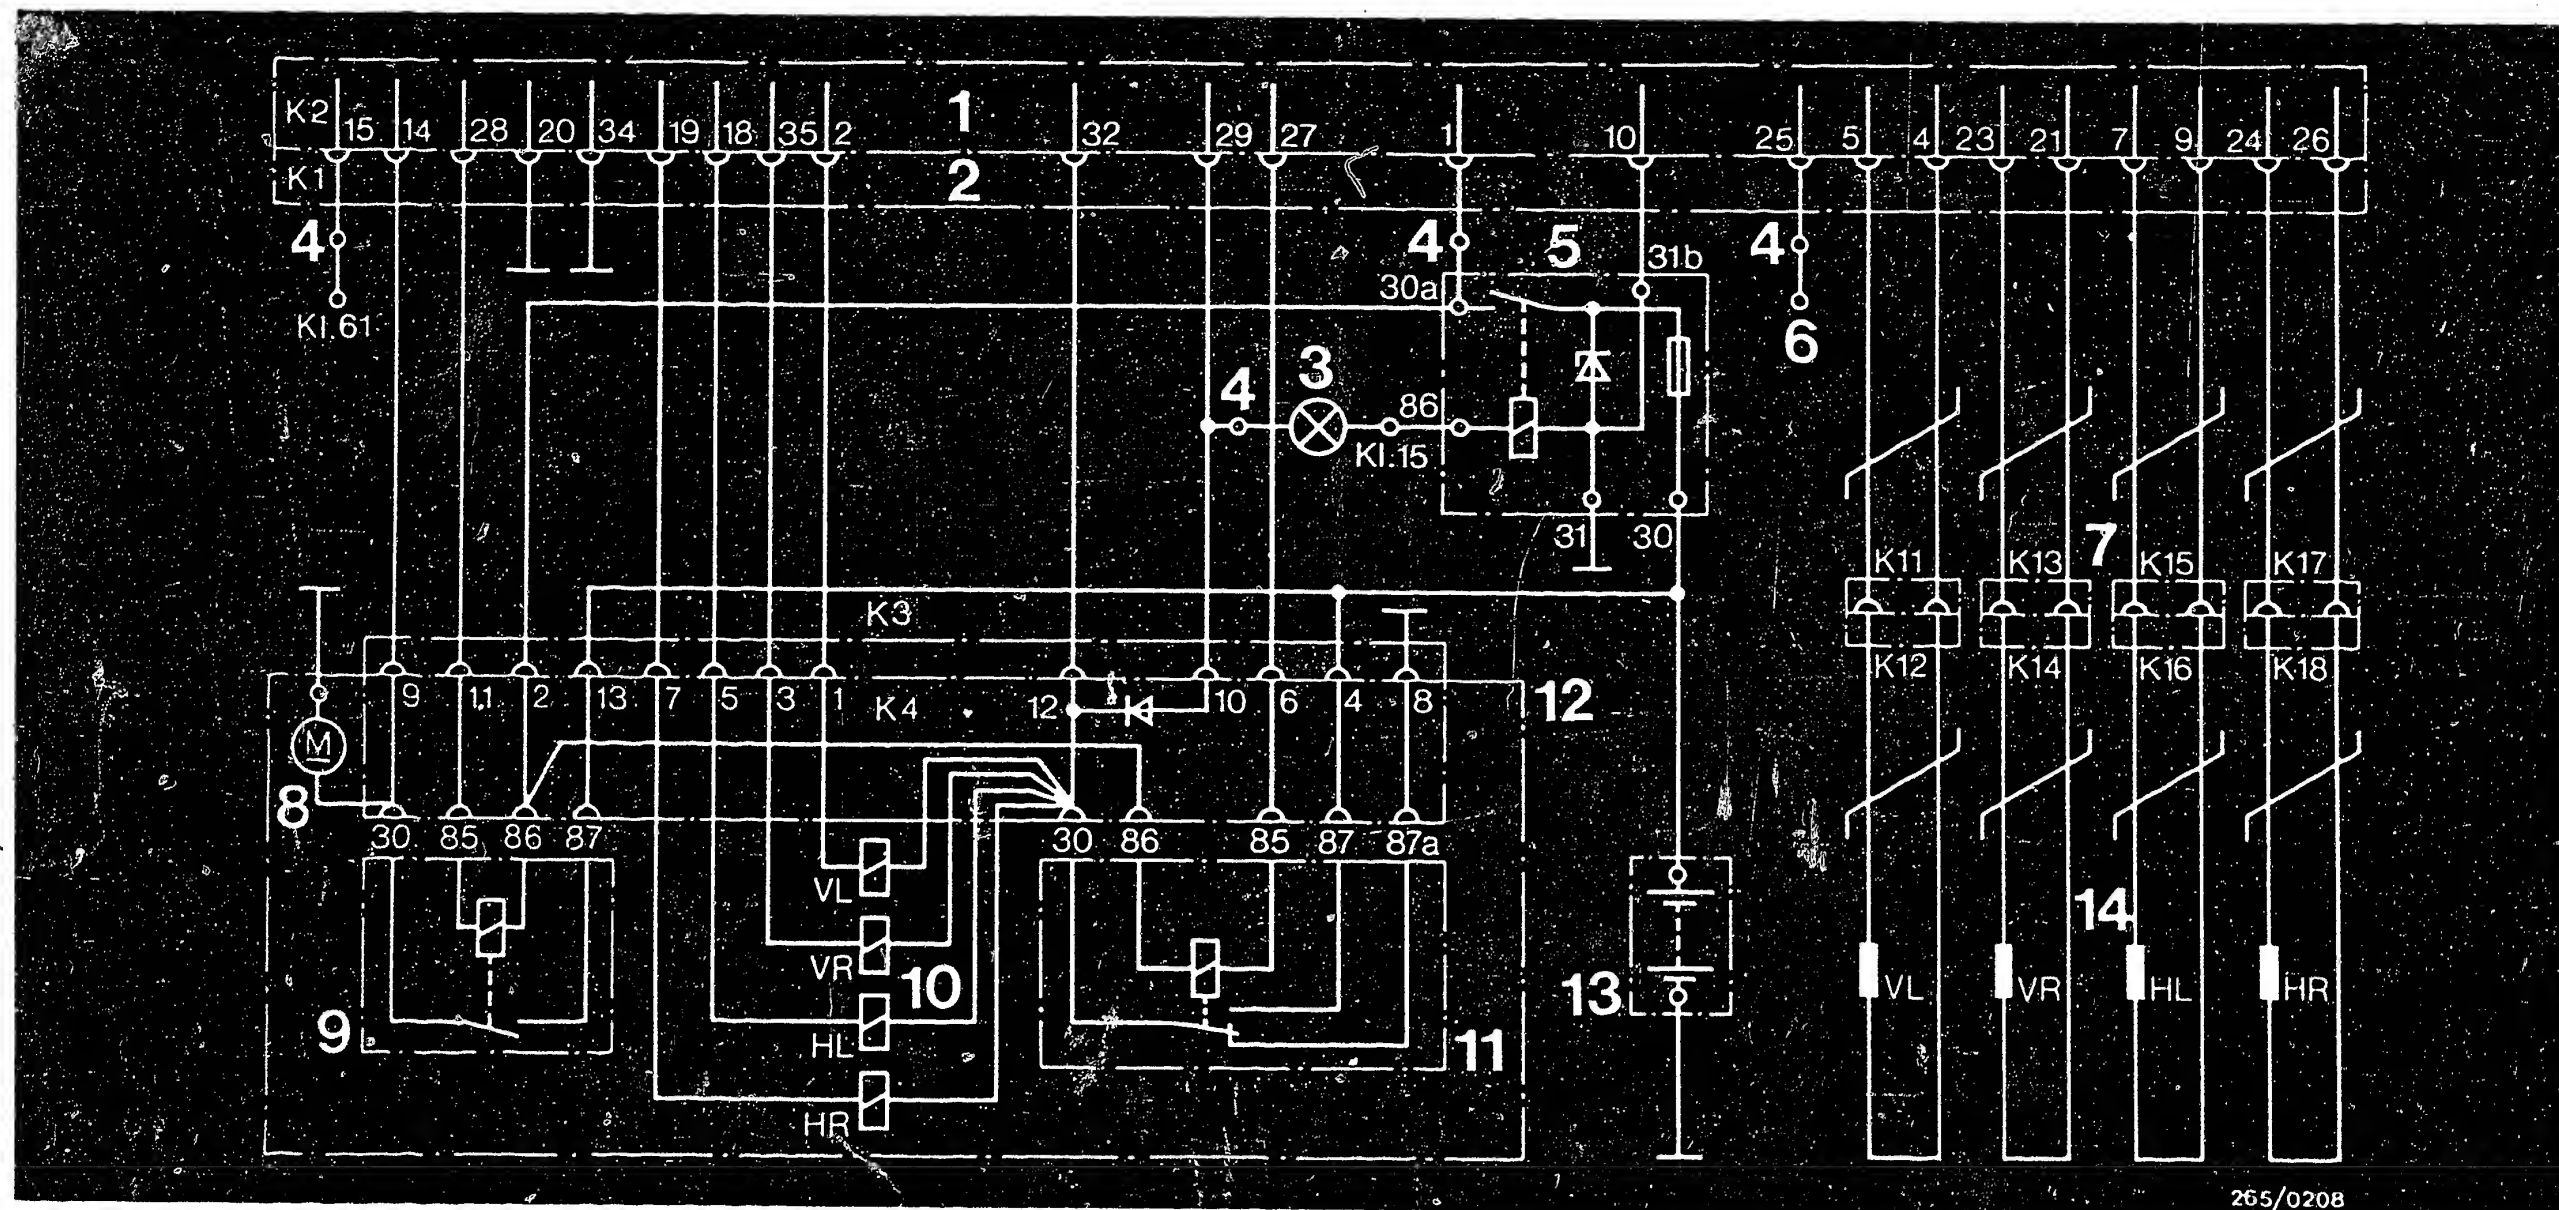 1
K2 15 14 28 20 34 19 18 35 2 32 29 27 1 10 25 5 4 23 21 7 9 24 26
K1 2
4 4 5 4
31b
30a
Kl.61
6
3
4 86
Kl.15
31 30
7
K11 K13 K15 K17
K3
K12 K14 K16 K18
9 11 2 13 7 5 3 1 K4 12 10 6 4 8 12
M
8
30 85 86 87 30 86 85 87 87a
VL
14
VR 10 13 VL VR HL HR
9 HL 11
HR
265/0208